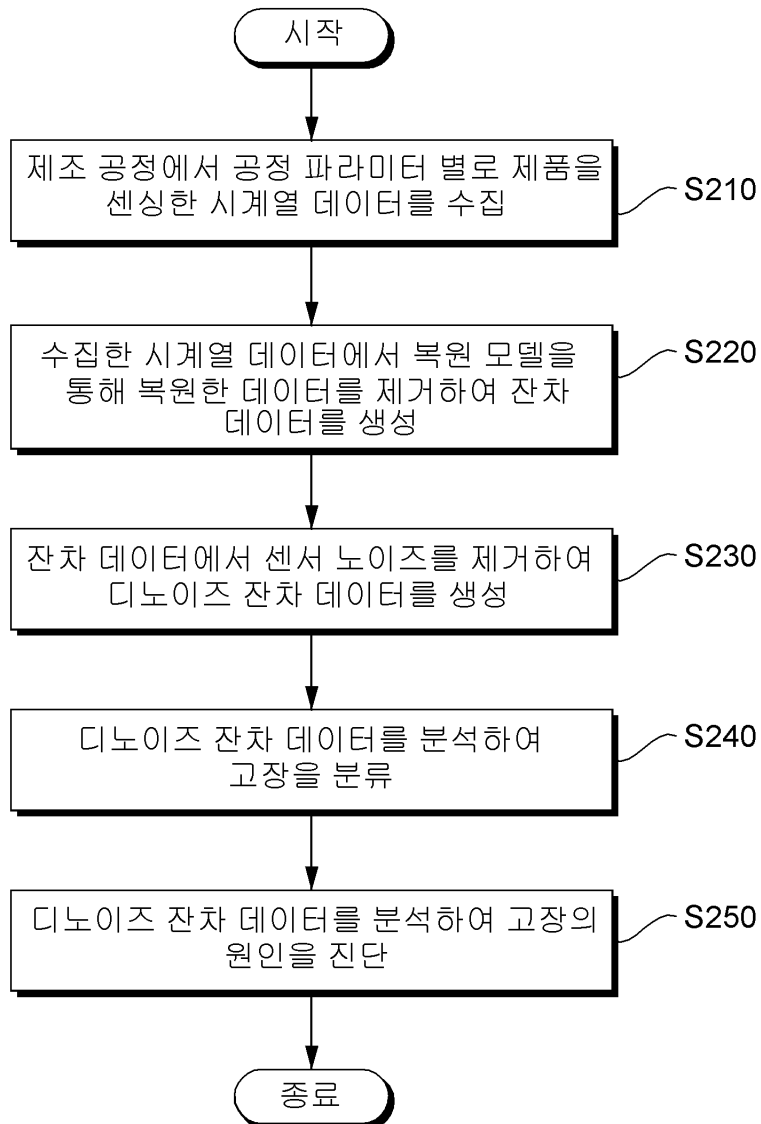 시작
제조 공정에서 공정 파라미터 별로 제품을
센싱한 시계열 데이터를 수집
S210
수집한 시계열 데이터에서 복원 모델을
통해 복원한 데이터를 제거하여 잔차
데이터를 생성
S220
잔차 데이터에서 센서 노이즈를 제거하여
디노이즈 잔차 데이터를 생성
S230
디노이즈 잔차 데이터를 분석하여
고장을 분류
S240
디노이즈 잔차 데이터를 분석하여 고장의
원인을 진단
S250
종료